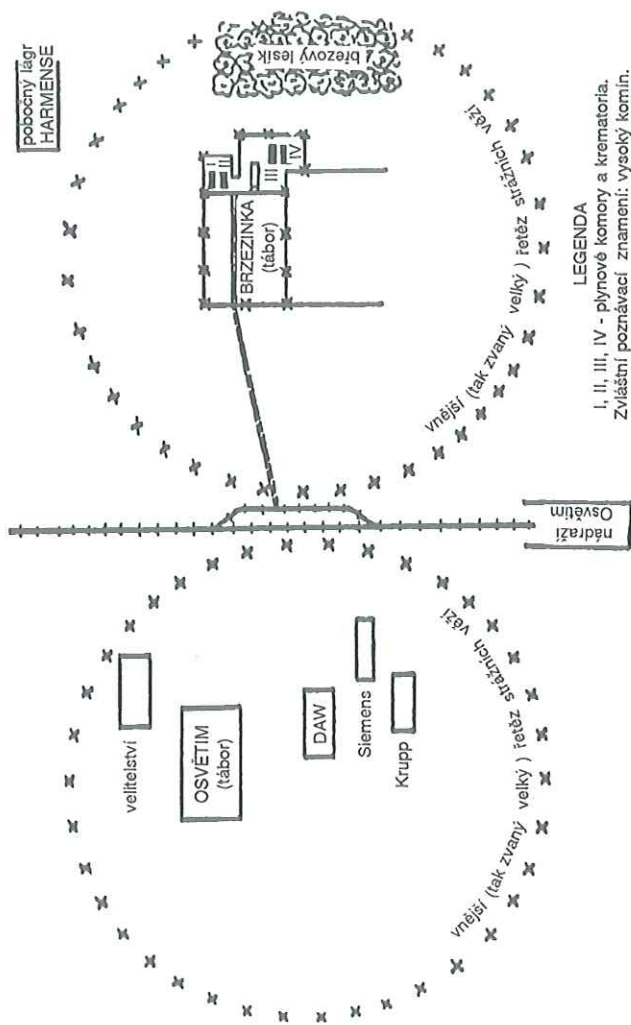 velitelství
OSVĚTIM
(tábor)
DAW
Siemens
Krupp
vnější (tak zvaný velký) řetěz strážních věží
nádraží
Osvětim
pobočný lágr
HARMENSE
březový lesík
BRZEZINKA
(tábor)
I
II
III
IV
vnější (tak zvaný velký) řetěz strážních věží
LEGENDA
I, II, III, IV - plynové komory a krematoria.
Zvláštní poznávací znamení: vysoký komín.